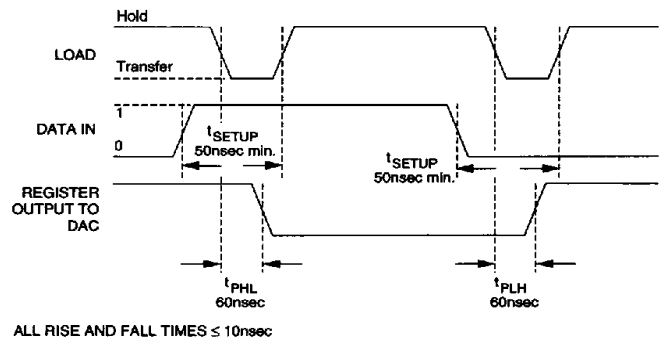 Hold
LOAD
Transfer
1
DATA IN
0
tSETUP
50nsec min.
tSETUP
50nsec min.
REGISTER
OUTPUT TO
DAC
tPHL
60nsec
tPLH
60nsec
ALL RISE AND FALL TIMES ≤ 10nsec